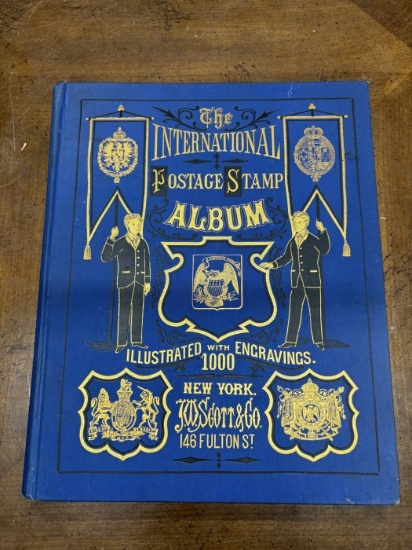 The
INTERNATIONAL
POSTAGE STAMP
ALBUM
ILLUSTRATED WITH ENGRAVINGS.
1000
NEW YORK.
J.W. SCOTT & CO.
146 FULTON ST